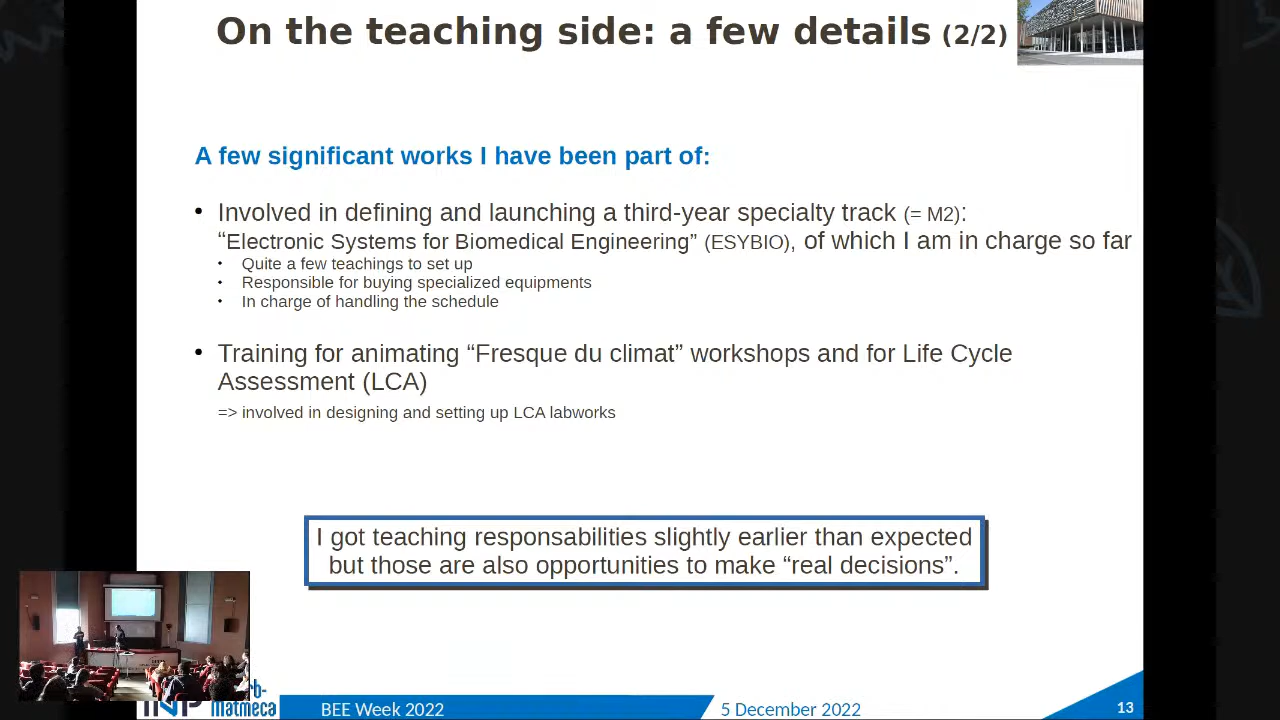 On the teaching side: a few details (2/2)
A few significant works I have been part of:
• Involved in defining and launching a third-year specialty track (= M2):
“Electronic Systems for Biomedical Engineering” (ESYBIO), of which I am in charge so far
• Quite a few teachings to set up
• Responsible for buying specialized equipments
• In charge of handling the schedule
• Training for animating “Fresque du climat” workshops and for Life Cycle
Assessment (LCA)
=> involved in designing and setting up LCA labworks
I got teaching responsabilities slightly earlier than expected
but those are also opportunities to make “real decisions”.
matmeca
BEE Week 2022
5 December 2022
13